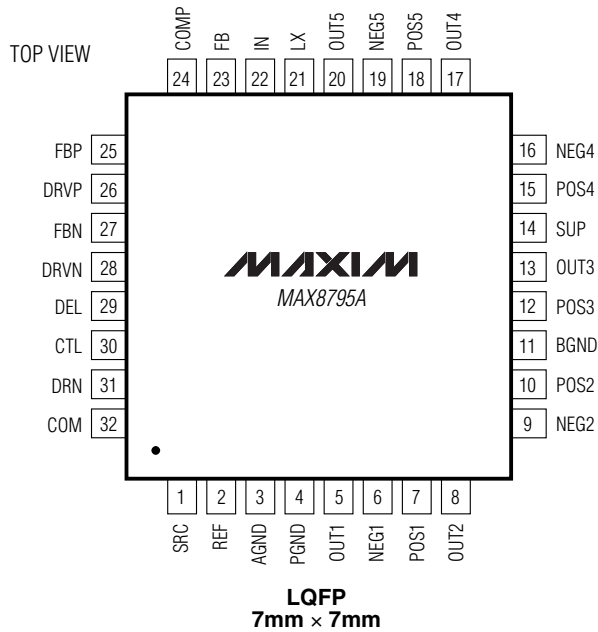 TOP VIEW
COMP FB IN LX OUT5 NEG5 POS5 OUT4
24 23 22 21 20 19 18 17
FBP 25
DRVP 26
FBN 27
DRVN 28
DEL 29
CTL 30
DRN 31
COM 32
MAXIM
MAX8795A
16 NEG4
15 POS4
14 SUP
13 OUT3
12 POS3
11 BGND
10 POS2
9 NEG2
1 2 3 4 5 6 7 8
SRC REF AGND PGND OUT1 NEG1 POS1 OUT2
LQFP
7mm × 7mm